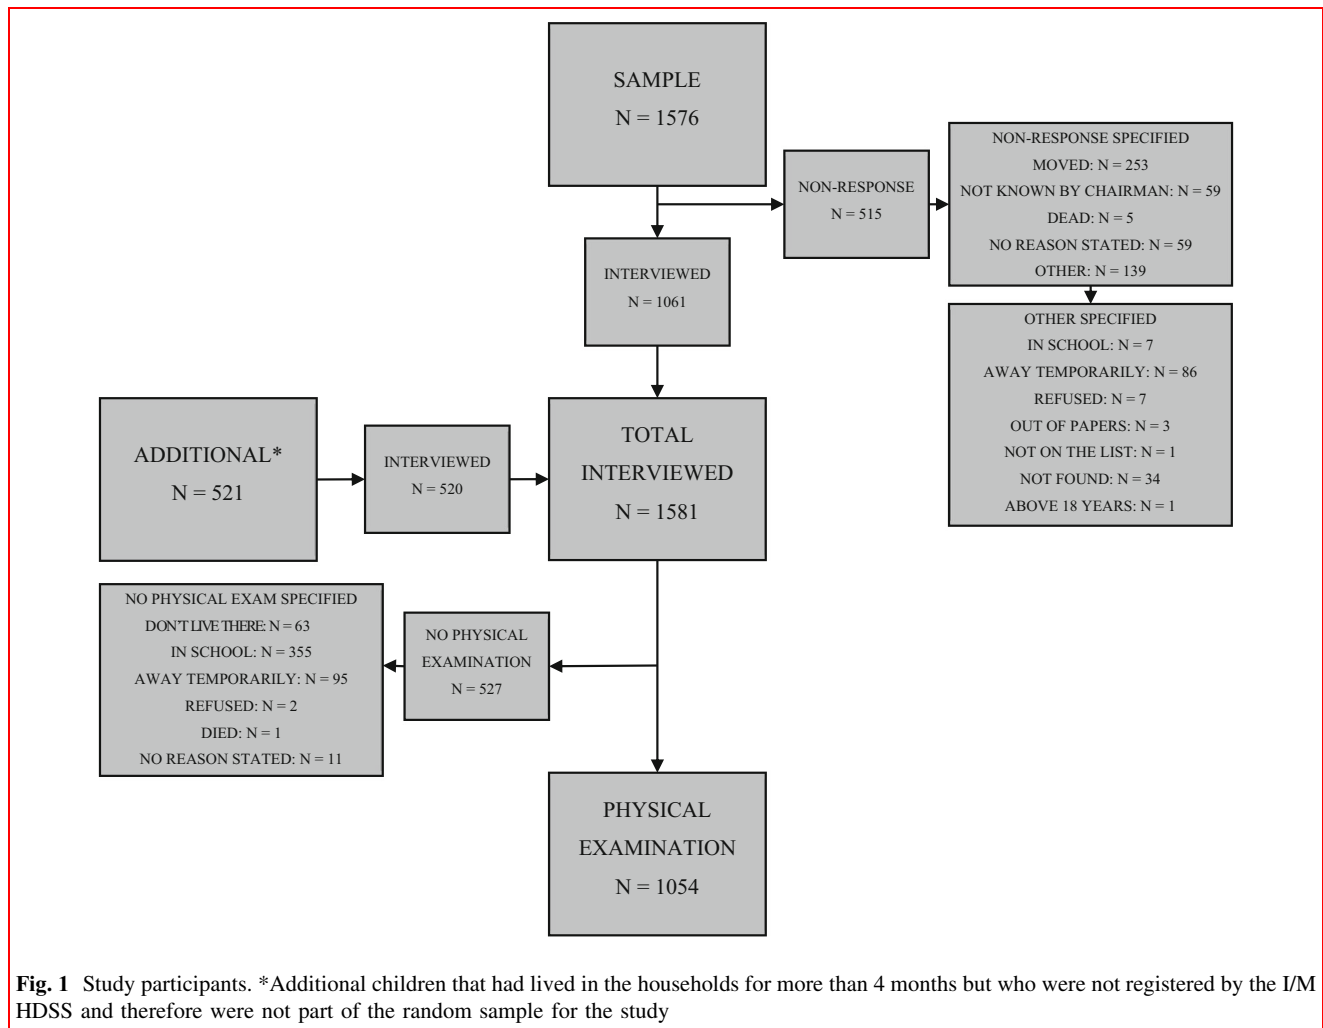 SAMPLE
N = 1576
NON-RESPONSE
N = 515
NON-RESPONSE SPECIFIED
MOVED: N = 253
NOT KNOWN BY CHAIRMAN: N = 59
DEAD: N = 5
NO REASON STATED: N = 59
OTHER: N = 139
INTERVIEWED
N = 1061
OTHER SPECIFIED
IN SCHOOL: N = 7
AWAY TEMPORARILY: N = 86
REFUSED: N = 7
OUT OF PAPERS: N = 3
NOT ON THE LIST: N = 1
NOT FOUND: N = 34
ABOVE 18 YEARS: N = 1
ADDITIONAL*
N = 521
INTERVIEWED
N = 520
TOTAL
INTERVIEWED
N = 1581
NO PHYSICAL EXAM SPECIFIED
DON'T LIVE THERE: N = 63
IN SCHOOL: N = 355
AWAY TEMPORARILY: N = 95
REFUSED: N = 2
DIED: N = 1
NO REASON STATED: N = 11
NO PHYSICAL
EXAMINATION
N = 527
PHYSICAL
EXAMINATION
N = 1054
Fig. 1 Study participants. *Additional children that had lived in the households for more than 4 months but who were not registered by the I/M
HDSS and therefore were not part of the random sample for the study